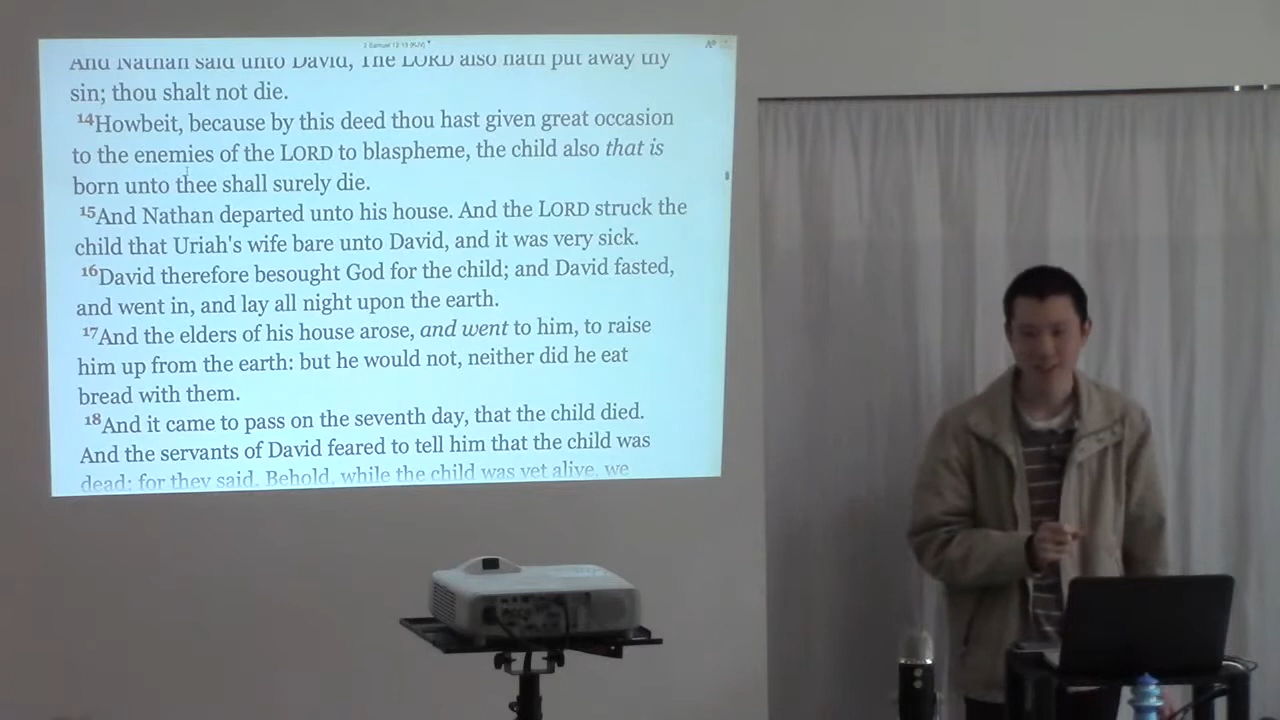 2 Samuel 12:13 (KJV)
And Nathan said unto David, The LORD also hath put away thy
sin; thou shalt not die.
14Howbeit, because by this deed thou hast given great occasion
to the enemies of the LORD to blaspheme, the child also that is
born unto thee shall surely die.
15And Nathan departed unto his house. And the LORD struck the
child that Uriah's wife bare unto David, and it was very sick.
16David therefore besought God for the child; and David fasted,
and went in, and lay all night upon the earth.
17And the elders of his house arose, and went to him, to raise
him up from the earth: but he would not, neither did he eat
bread with them.
18And it came to pass on the seventh day, that the child died.
And the servants of David feared to tell him that the child was
dead: for they said, Behold, while the child was yet alive, we